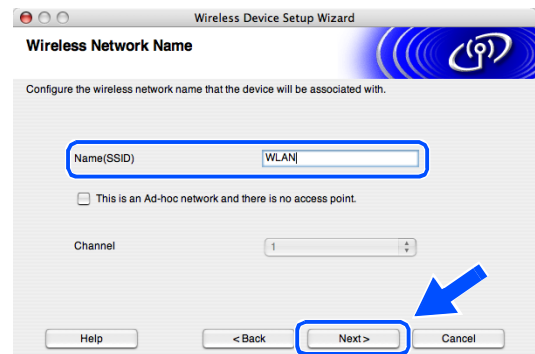 Wireless Device Setup Wizard
Wireless Network Name
Configure the wireless network name that the device will be associated with.
Name(SSID) WLAN
This is an Ad-hoc network and there is no access point.
Channel 1
Help < Back Next > Cancel